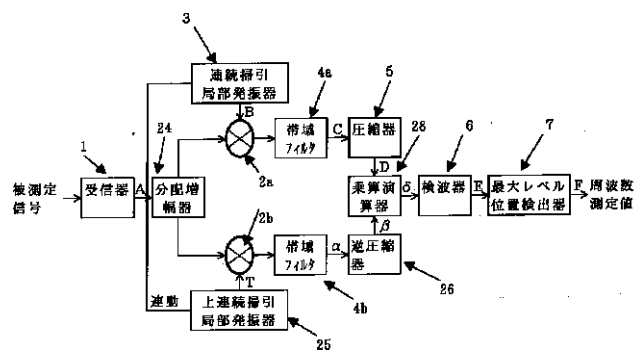 3
連続掃引
局部発振器
4a
5
B
24
帯域
フィルタ
C
圧縮器
28
6
7
1
2a
D
被測定
信号
受信器
A
分配増
幅器
乗算演
算器
δ
検波器
E
最大レベル
位置検出器
F
周波数
測定値
2b
β
帯域
フィルタ
α
逆圧縮
器
T
26
連動
上連続掃引
局部発振器
4b
25